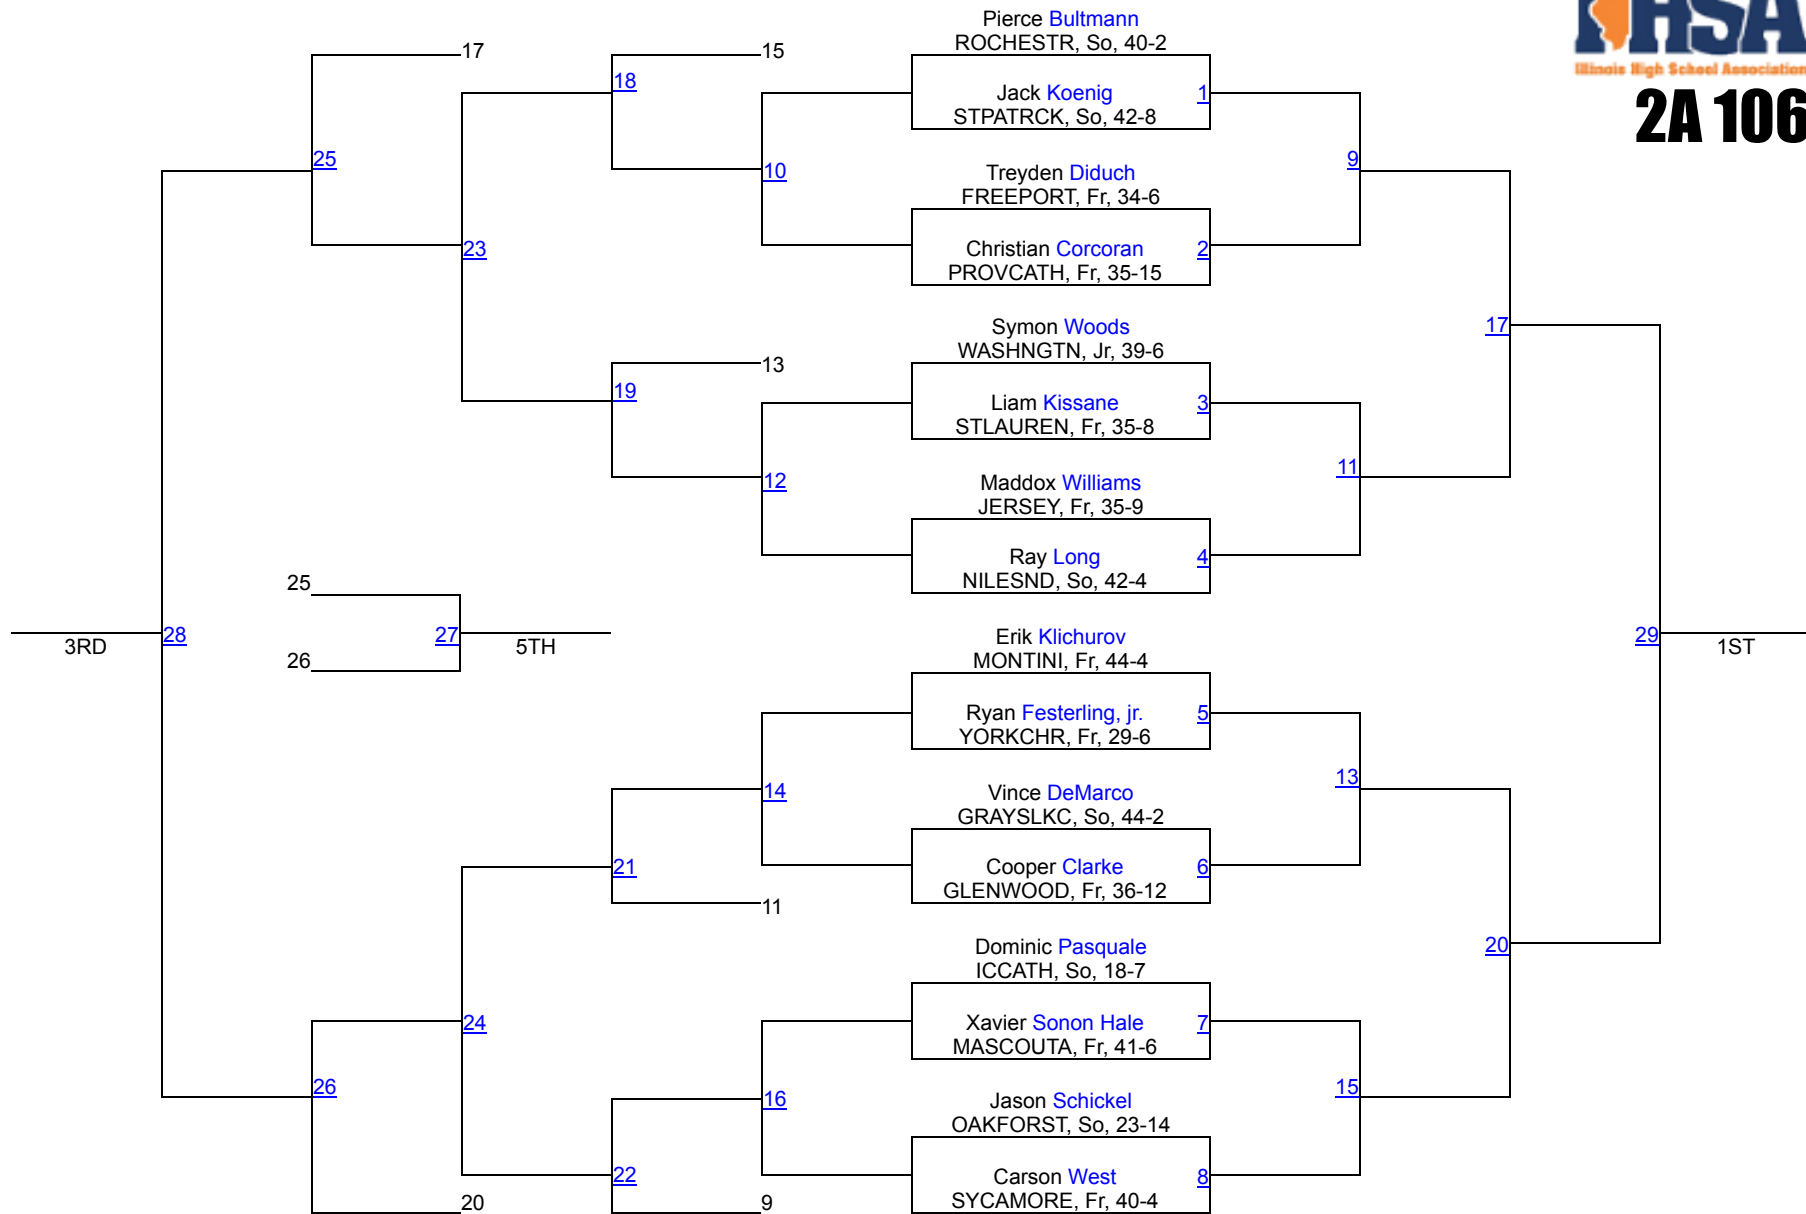 IHSA
Illinois High School Association
2A 106
Pierce Bultmann
ROCHESTR, So, 40-2
17
15
18
Jack Koenig
1
STPATRCK, So, 42-8
25
10
Treyden Diduch
9
FREEPORT, Fr, 34-6
23
Christian Corcoran
2
PROVCATH, Fr, 35-15
Symon Woods
17
WASHNGTN, Jr, 39-6
13
19
Liam Kissane
3
STLAUREN, Fr, 35-8
12
Maddox Williams
11
JERSEY, Fr, 35-9
Ray Long
4
NILESND, So, 42-4
25
3RD
28
27
5TH
26
Erik Klichurov
29
1ST
MONTINI, Fr, 44-4
Ryan Festerling, jr.
5
YORKCHR, Fr, 29-6
14
Vince DeMarco
13
GRAYSLKC, So, 44-2
21
Cooper Clarke
6
GLENWOOD, Fr, 36-12
11
Dominic Pasquale
20
ICCATH, So, 18-7
24
Xavier Sonon Hale
7
MASCOUTA, Fr, 41-6
26
16
Jason Schickel
15
OAKFORST, So, 23-14
22
Carson West
8
SYCAMORE, Fr, 40-4
20
9